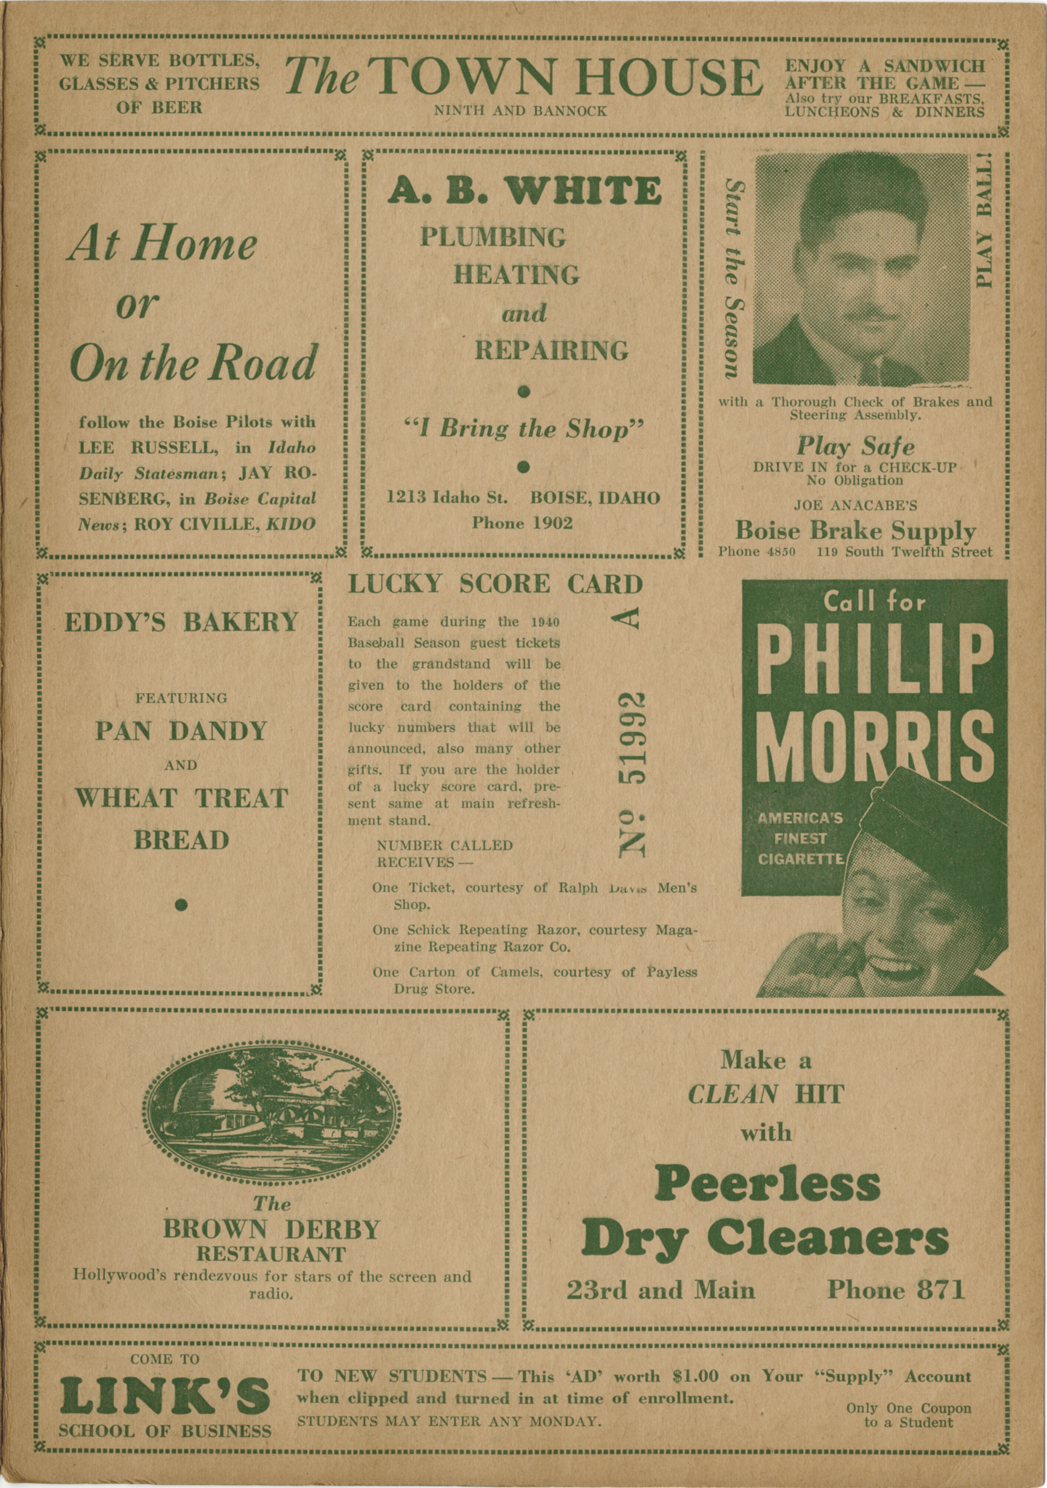 WE SERVE BOTTLES,
GLASSES & PITCHERS
OF BEER
The TOWN HOUSE
NINTH AND BANNOCK
ENJOY A SANDWICH
AFTER THE GAME —
Also try our BREAKFASTS,
LUNCHEONS & DINNERS
At Home
or
On the Road
follow the Boise Pilots with
LEE RUSSELL, in Idaho
Daily Statesman; JAY RO-
SENBERG, in Boise Capital
News; ROY CIVILLE, KIDO
A. B. WHITE
PLUMBING
HEATING
and
REPAIRING
“I Bring the Shop”
1213 Idaho St. BOISE, IDAHO
Phone 1902
Start the Season
PLAY BALL!
with a Thorough Check of Brakes and
Steering Assembly.
Play Safe
DRIVE IN for a CHECK-UP
No Obligation
JOE ANACABE'S
Boise Brake Supply
Phone 4850 119 South Twelfth Street
EDDY'S BAKERY
FEATURING
PAN DANDY
AND
WHEAT TREAT
BREAD
LUCKY SCORE CARD
Each game during the 1940
Baseball Season guest tickets
to the grandstand will be
given to the holders of the
score card containing the
lucky numbers that will be
announced, also many other
gifts. If you are the holder
of a lucky score card, pre-
sent same at main refresh-
ment stand.
Nº 51992 A
NUMBER CALLED
RECEIVES —
One Ticket, courtesy of Ralph Davis Men's
Shop.
One Schick Repeating Razor, courtesy Maga-
zine Repeating Razor Co.
One Carton of Camels, courtesy of Payless
Drug Store.
Call for
PHILIP
MORRIS
AMERICA'S
FINEST
CIGARETTE
The
BROWN DERBY
RESTAURANT
Hollywood's rendezvous for stars of the screen and
radio.
Make a
CLEAN HIT
with
Peerless
Dry Cleaners
23rd and Main Phone 871
COME TO
LINK'S
SCHOOL OF BUSINESS
TO NEW STUDENTS — This ‘AD’ worth $1.00 on Your “Supply” Account
when clipped and turned in at time of enrollment.
STUDENTS MAY ENTER ANY MONDAY.
Only One Coupon
to a Student